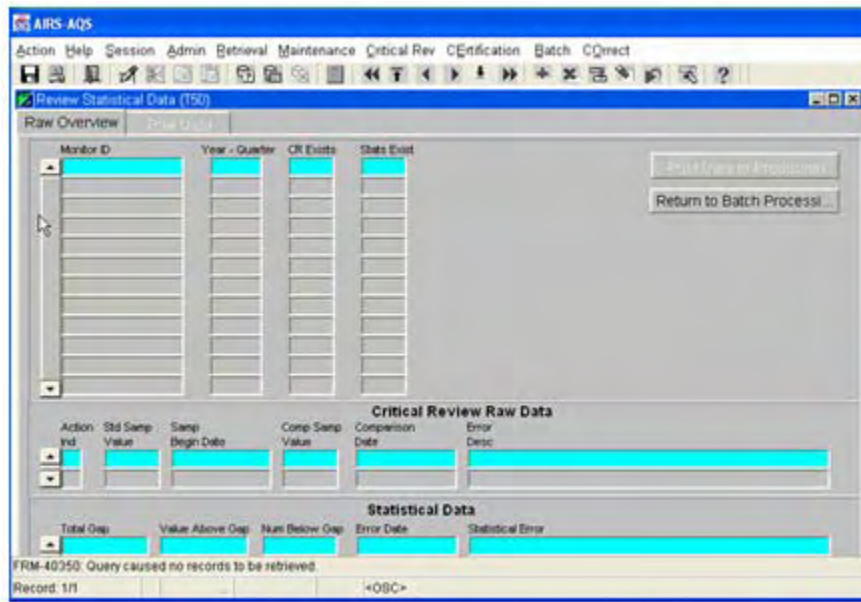 AIRS-AQS
Action Help Session Admin Retrieval Maintenance Critical Rev CErtification Batch COrrect
Review Statistical Data (T50)
Raw Overview
Monitor ID Year - Quarter CR Exists Stats Exist
Return to Batch Processi...
Critical Review Raw Data
Action Std Samp Samp Comp Samp Comparison Error
Ind Value Begin Date Value Date Desc
Statistical Data
Total Gap Value Above Gap Num Below Gap Error Date Statistical Error
FRM-40350: Query caused no records to be retrieved.
Record: 1/1 ... <OSC>